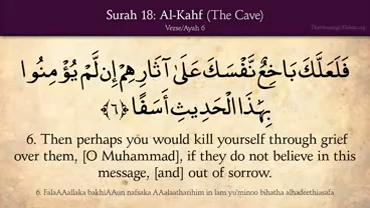 Surah 18: Al-Kahf (The Cave)
Verse/Ayah 6
فَلَعَلَّكَ بَاخِعٌ نَّفْسَكَ عَلَىٰ آثَارِهِمْ إِن لَّمْ يُؤْمِنُوا
بِهَٰذَا الْحَدِيثِ أَسَفًا ﴿٦﴾
6. Then perhaps you would kill yourself through grief
over them, [O Muhammad], if they do not believe in this
message, [and] out of sorrow.
6. FalaAAallaka bakhiAAun nafsaka AAalaatharihim in lam yu/minoo bihatha alhadeethiasafa